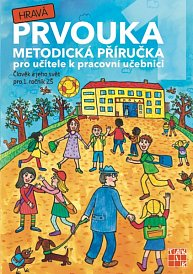 HRAVÁ
PRVOUKA
METODICKÁ PŘÍRUČKA
pro učitele k pracovní učebnici
Člověk a jeho svět
pro 1. ročník ZŠ